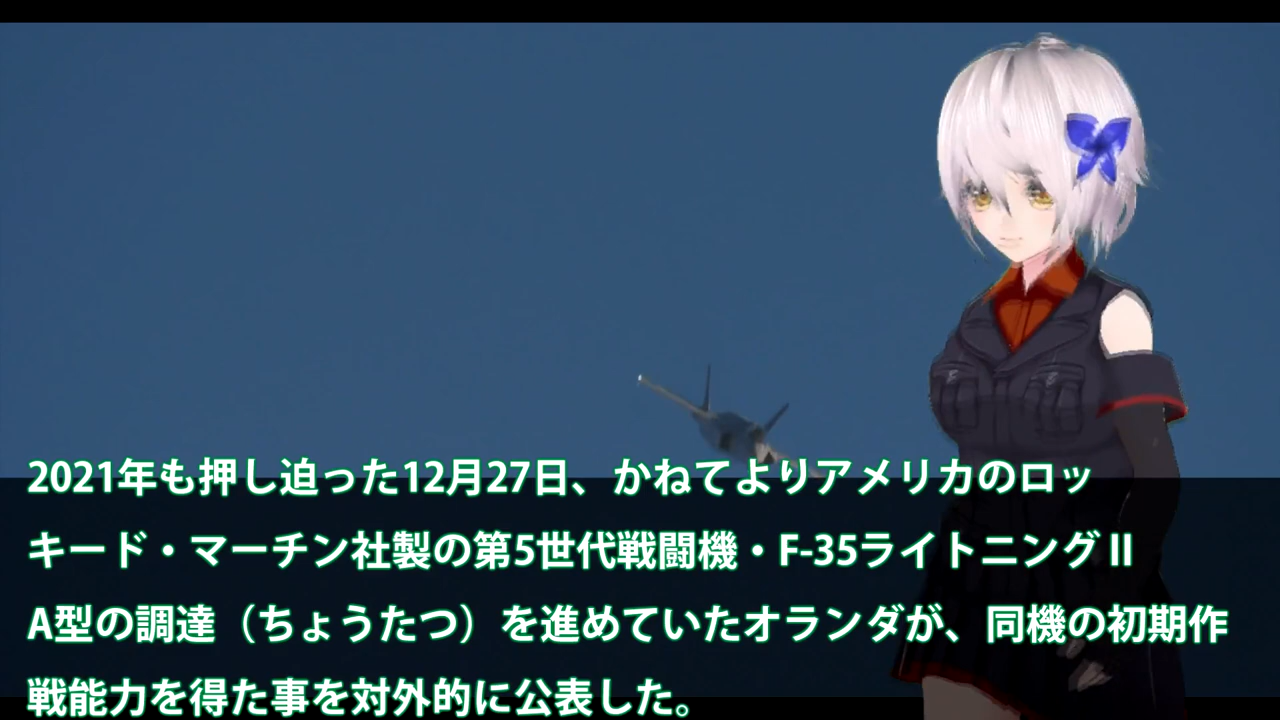 2021年も押し迫った12月27日、かねてよりアメリカのロッ
キード・マーチン社製の第5世代戦闘機・F-35ライトニングⅡ
A型の調達（ちょうたつ）を進めていたオランダが、同機の初期作
戦能力を得た事を対外的に公表した。